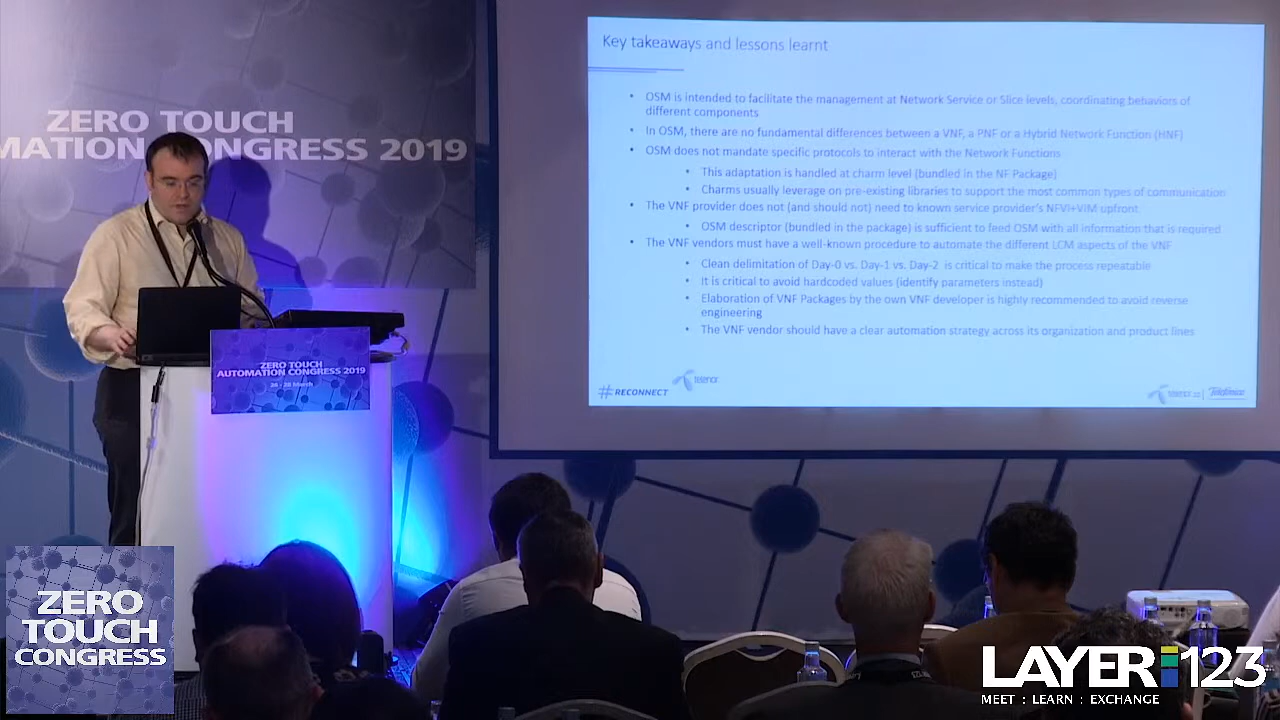 ZERO TOUCH
MATION CONGRESS 2019
Key takeaways and lessons learnt
• OSM is intended to facilitate the management at Network Service or Slice levels, coordinating behaviors of
different components
• In OSM, there are no fundamental differences between a VNF, a PNF or a Hybrid Network Function (HNF)
• OSM does not mandate specific protocols to interact with the Network Functions
• This adaptation is handled at charm level (bundled in the NF Package)
• Charms usually leverage on pre-existing libraries to support the most common types of communication
• The VNF provider does not (and should not) need to known service provider's NFVI+VIM upfront
• OSM descriptor (bundled in the package) is sufficient to feed OSM with all information that is required
• The VNF vendors must have a well-known procedure to automate the different LCM aspects of the VNF
• Clean delimitation of Day-0 vs. Day-1 vs. Day-2 is critical to make the process repeatable
• It is critical to avoid hardcoded values (identify parameters instead)
• Elaboration of VNF Packages by the own VNF developer is highly recommended to avoid reverse
engineering
• The VNF vendor should have a clear automation strategy across its organization and product lines
#RECONNECT
telenor
telenor
Telefónica
ZERO TOUCH
AUTOMATION CONGRESS 2019
26 - 28 March
ZERO
TOUCH
CONGRESS
LAYER 123
MEET : LEARN : EXCHANGE